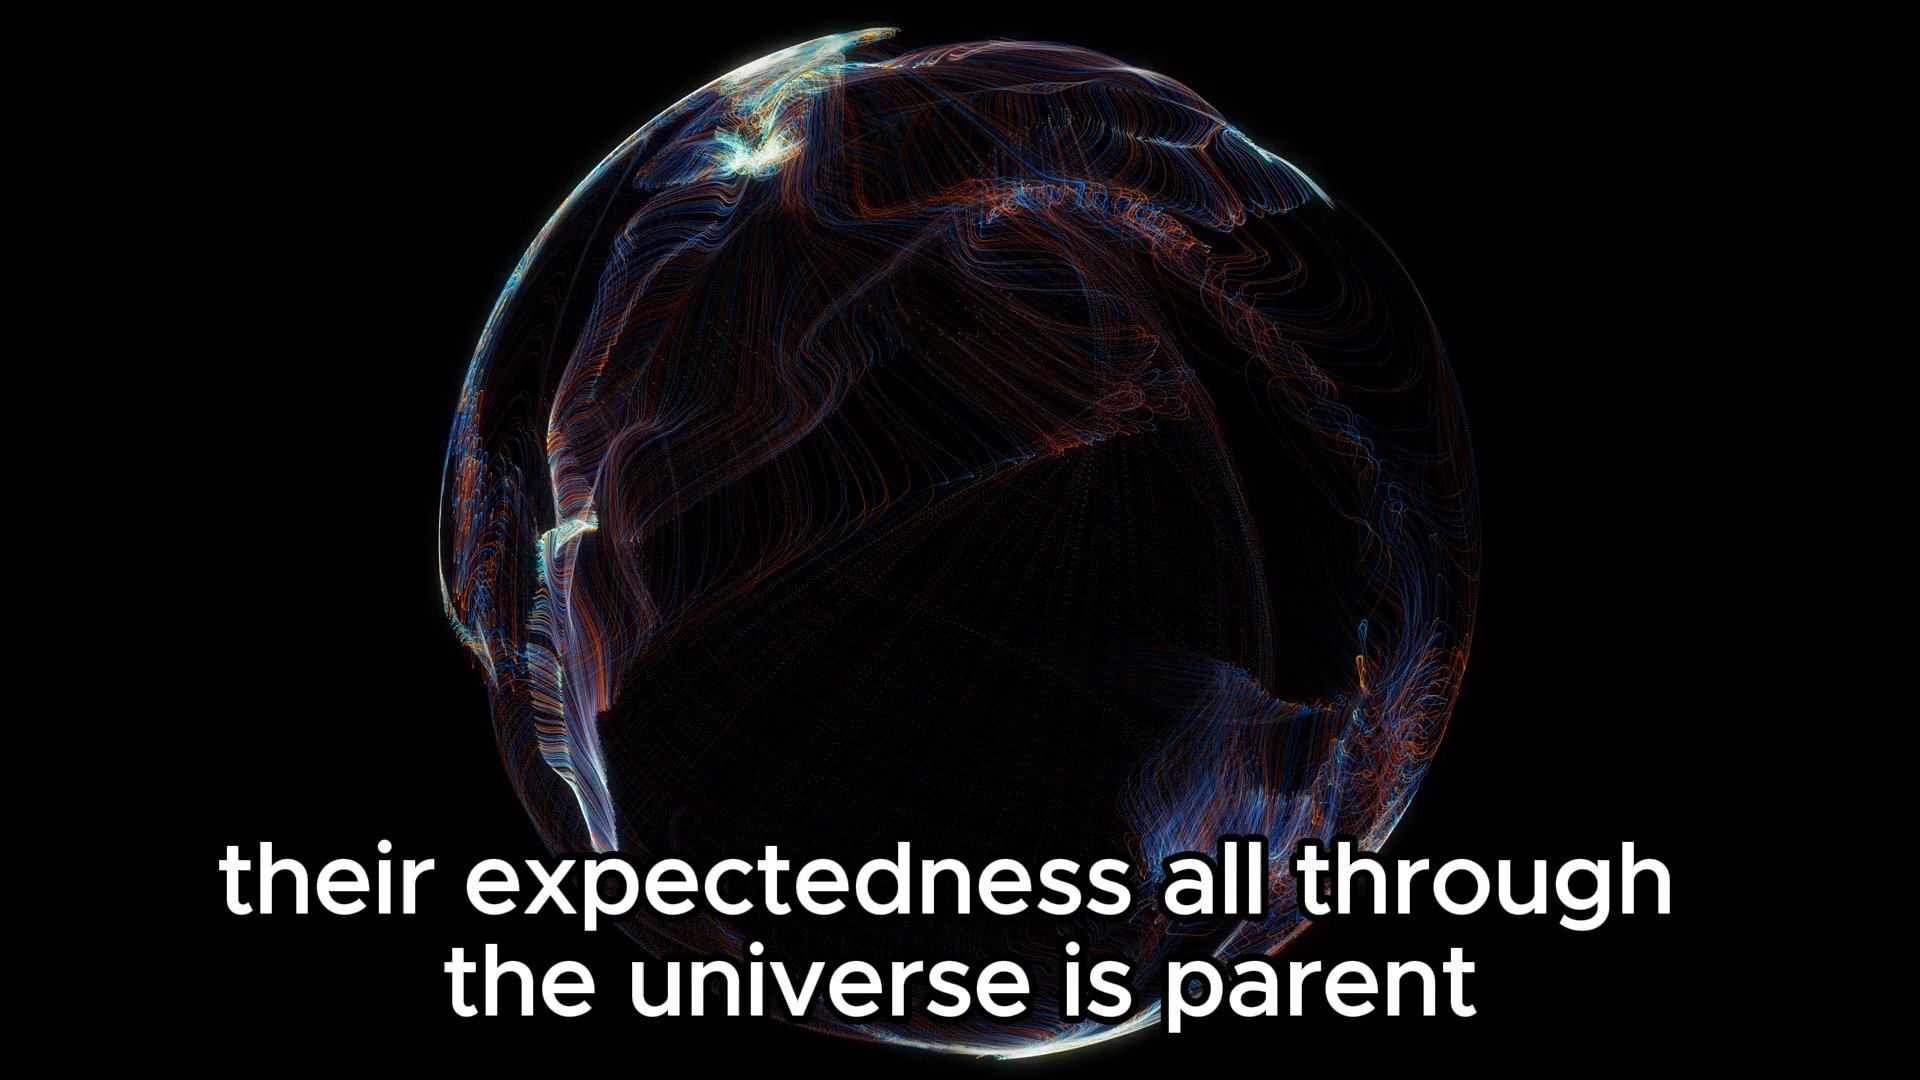 their expectedness all through
the universe is parent